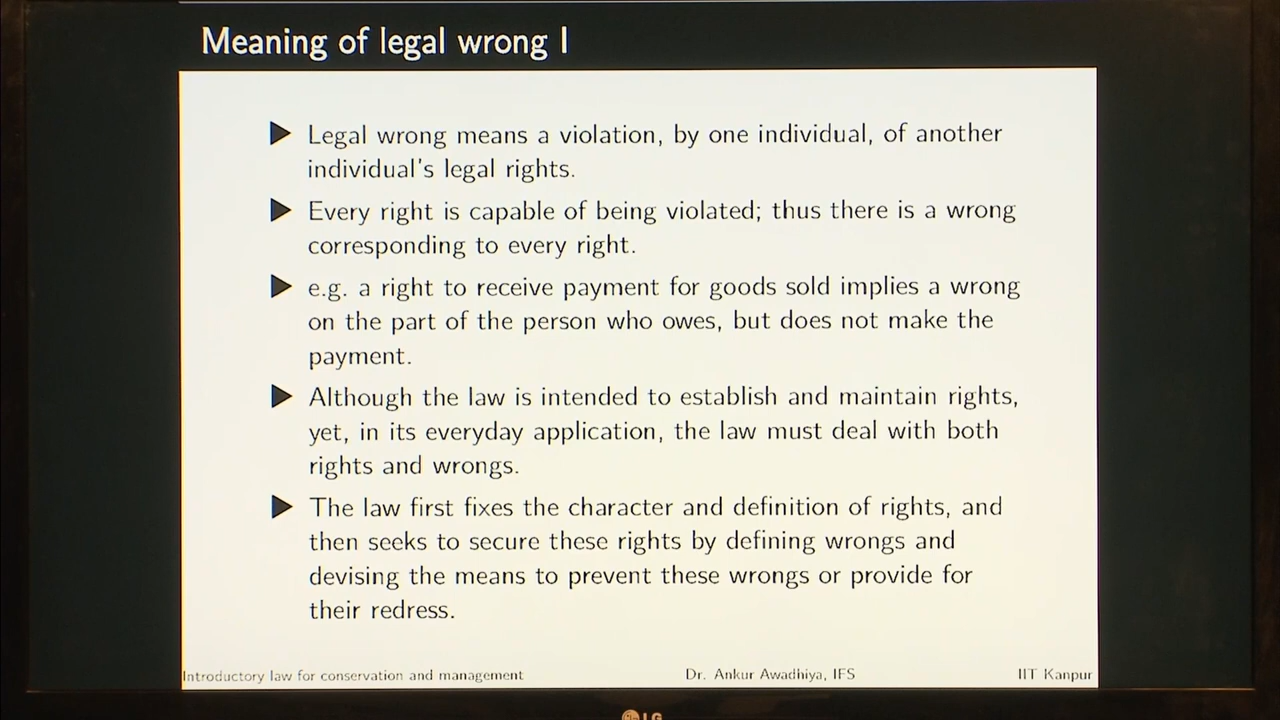 Meaning of legal wrong I
▶ Legal wrong means a violation, by one individual, of another
individual's legal rights.
▶ Every right is capable of being violated; thus there is a wrong
corresponding to every right.
▶ e.g. a right to receive payment for goods sold implies a wrong
on the part of the person who owes, but does not make the
payment.
▶ Although the law is intended to establish and maintain rights,
yet, in its everyday application, the law must deal with both
rights and wrongs.
▶ The law first fixes the character and definition of rights, and
then seeks to secure these rights by defining wrongs and
devising the means to prevent these wrongs or provide for
their redress.
Introductory law for conservation and management Dr. Ankur Awadhiya, IFS IIT Kanpur
LG